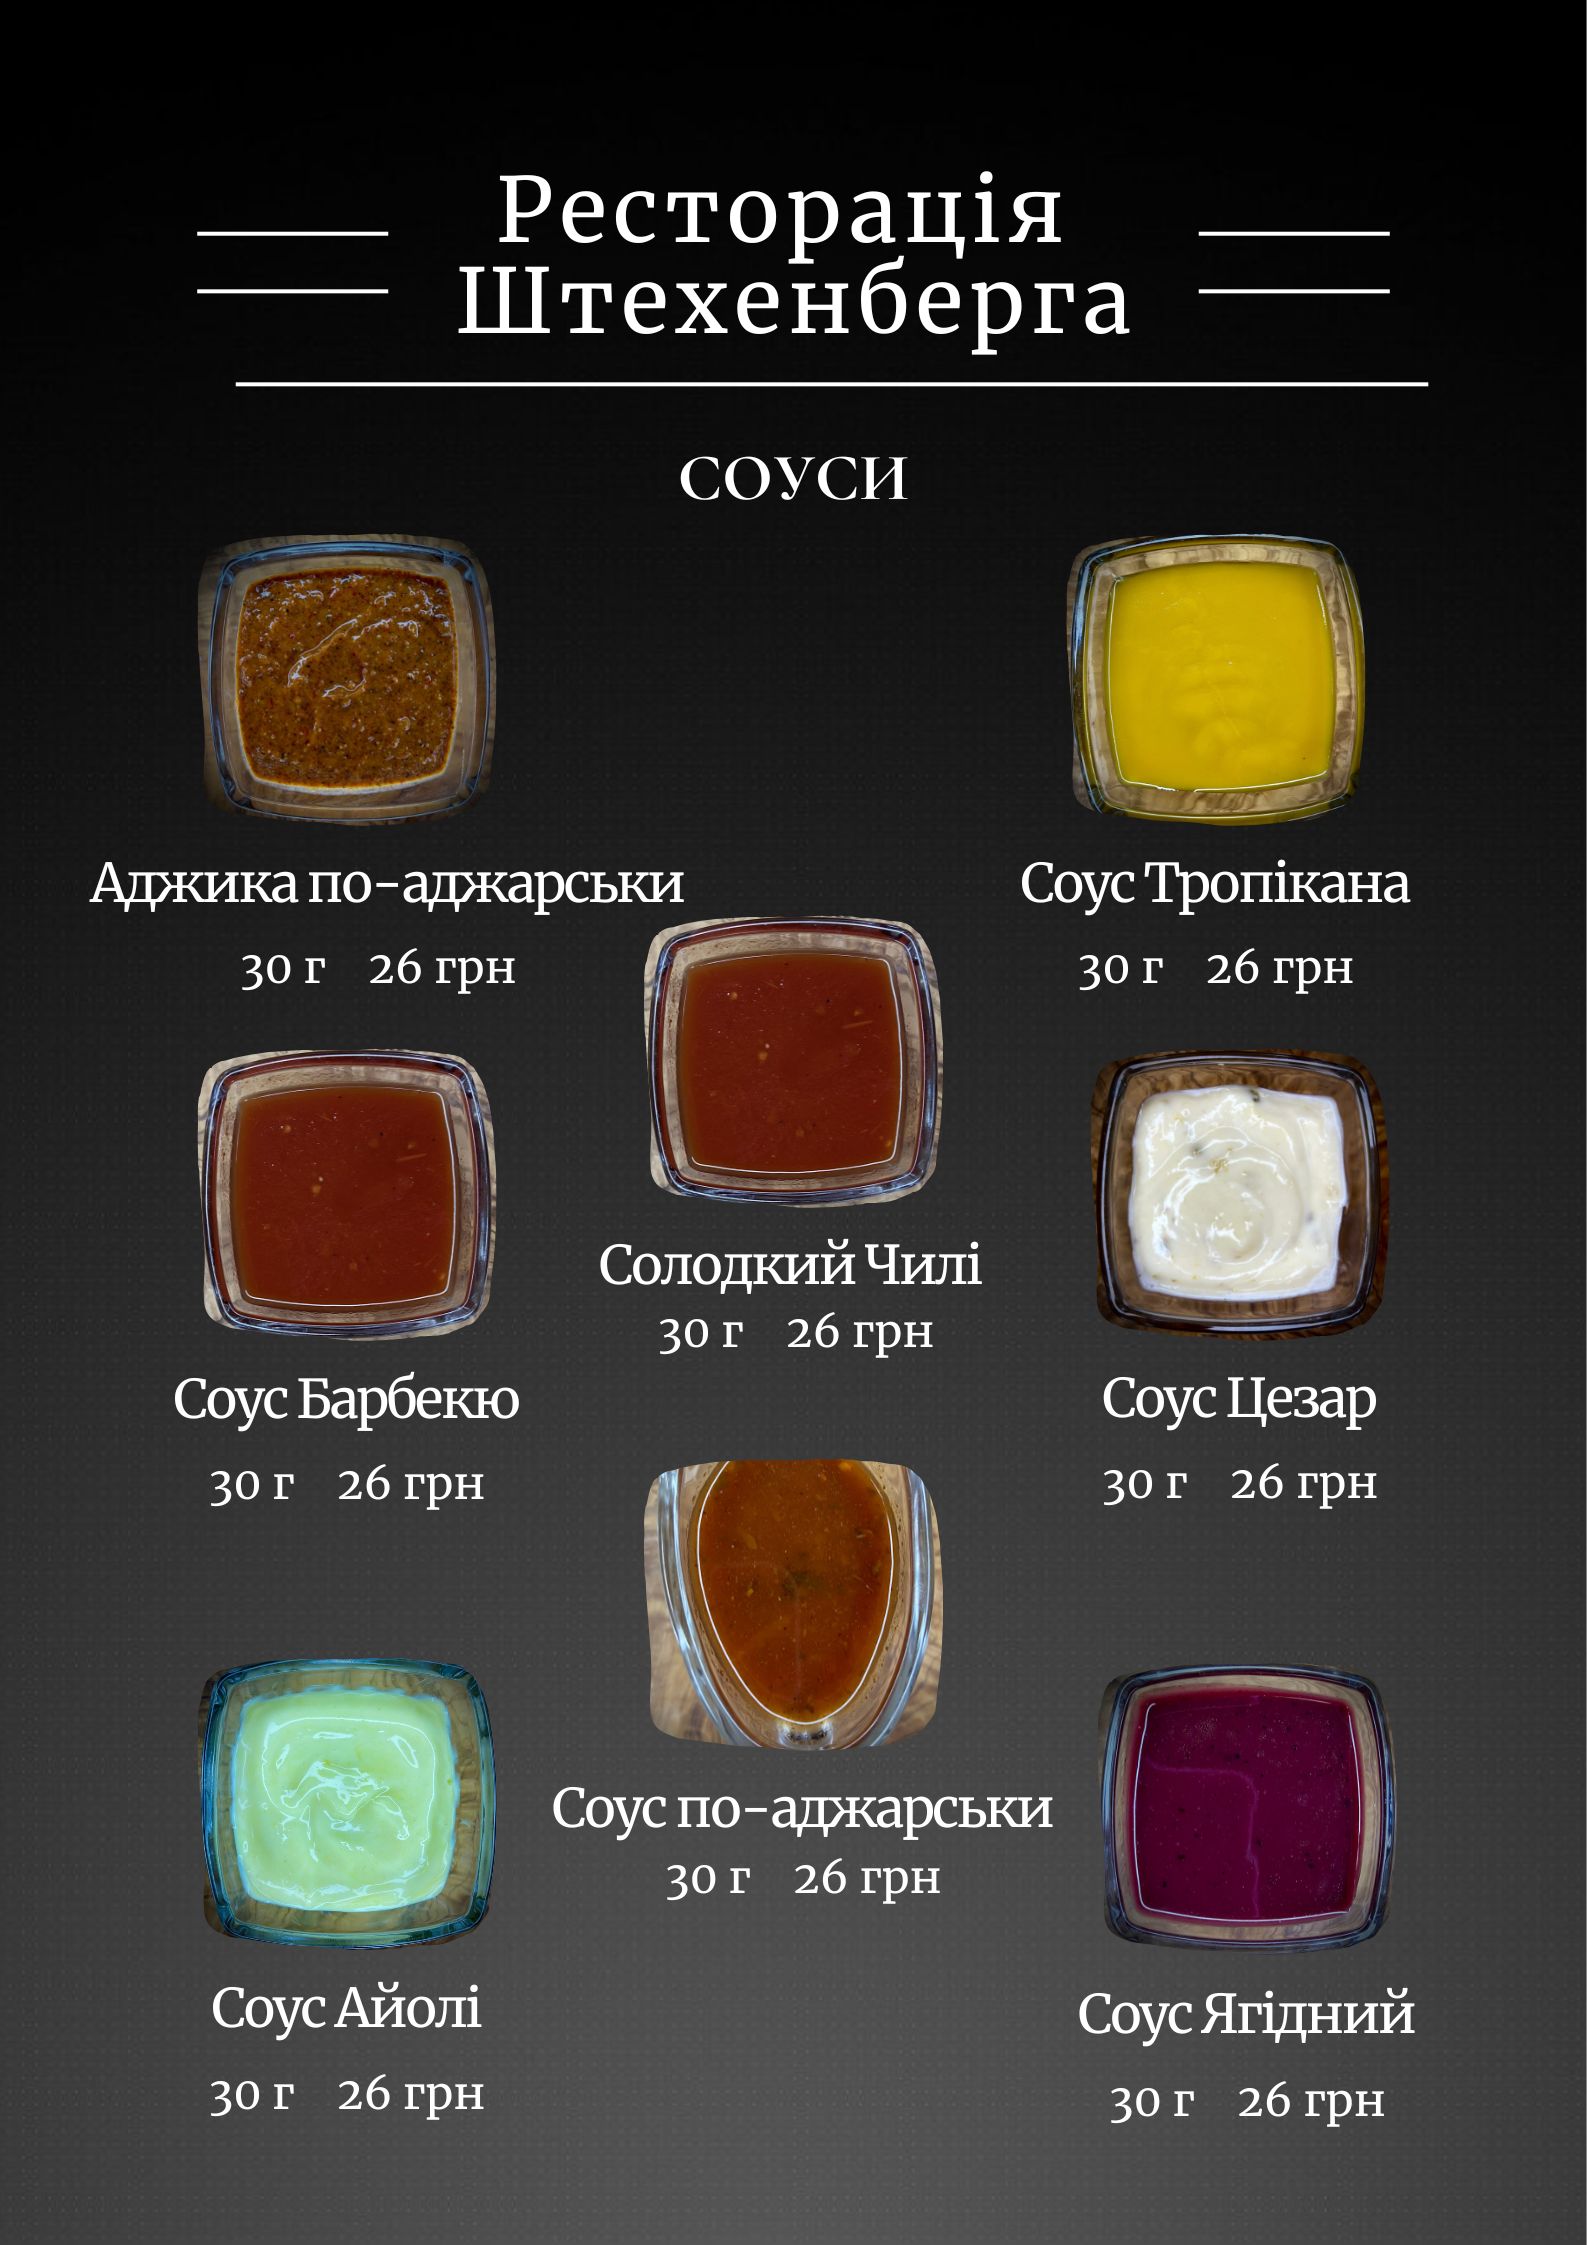 Ресторація
Штехенберга
СОУСИ
Аджика по-аджарськи
30 г 26 грн
Соус Тропікана
30 г 26 грн
Солодкий Чилі
30 г 26 грн
Соус Барбекю
30 г 26 грн
Соус Цезар
30 г 26 грн
Соус по-аджарськи
30 г 26 грн
Соус Айолі
30 г 26 грн
Соус Ягідний
30 г 26 грн